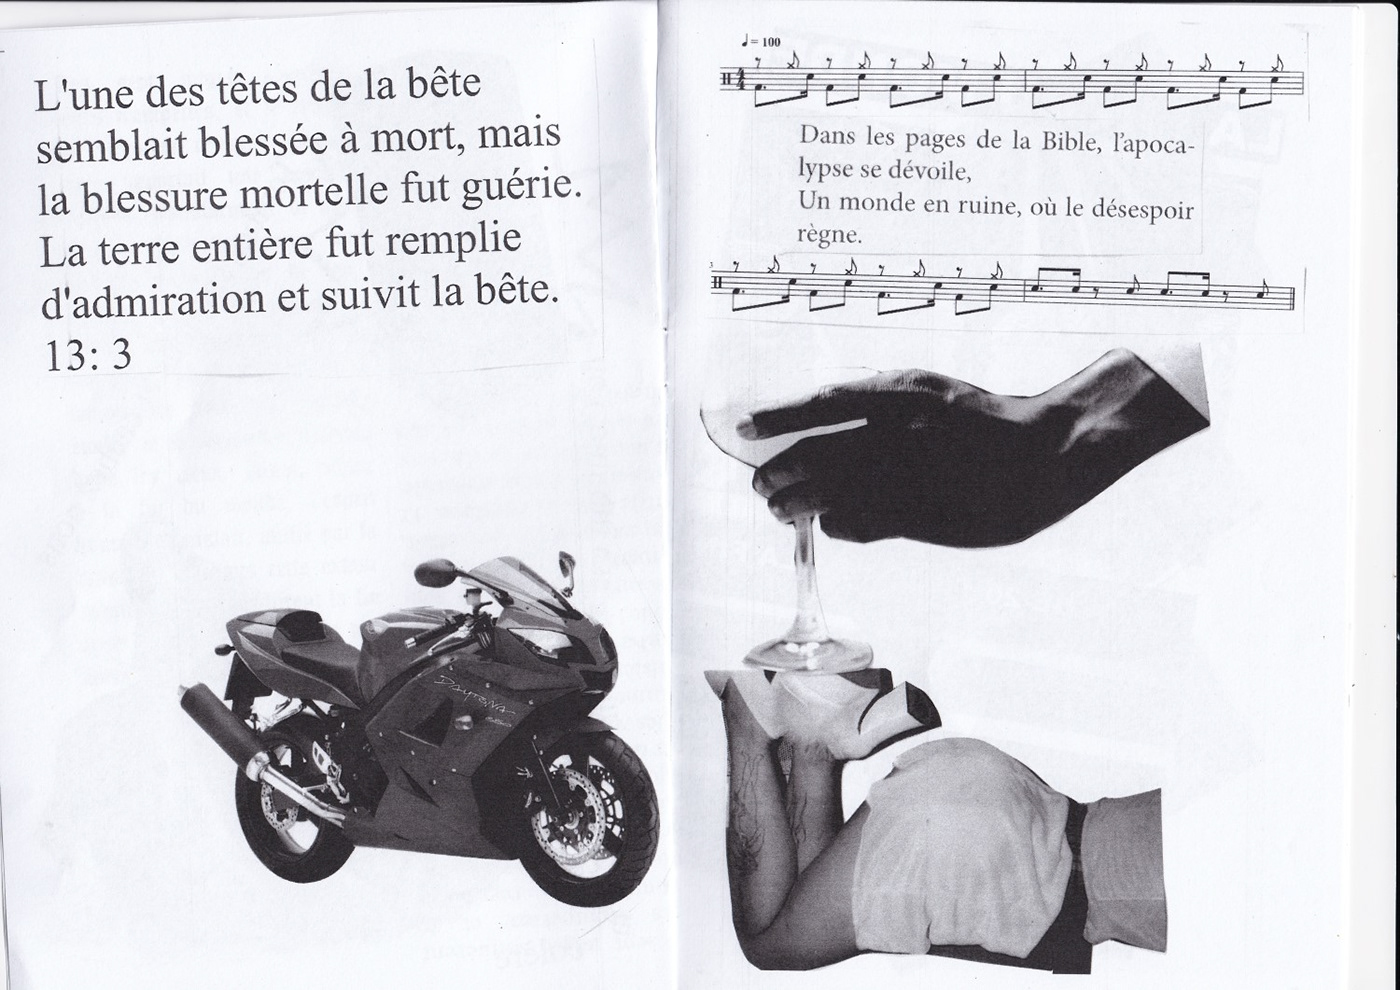 L'une des têtes de la bête
semblait blessée à mort, mais
la blessure mortelle fut guérie.
La terre entière fut remplie
d'admiration et suivit la bête.
13: 3
DAYTONA
♩ = 100
Dans les pages de la Bible, l'apoca-
lypse se dévoile,
Un monde en ruine, où le désespoir
règne.
3